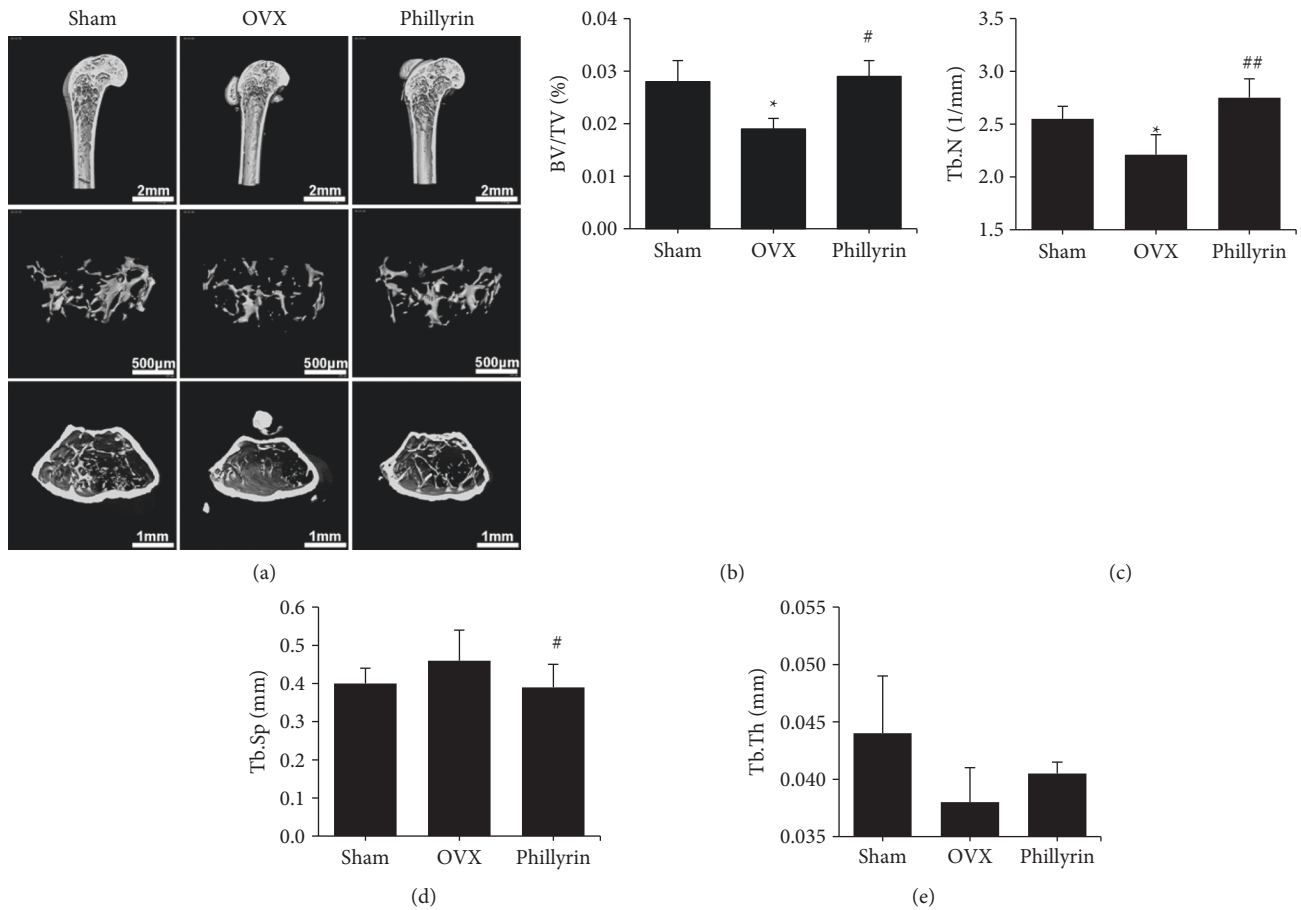 Sham OVX Phillyrin
2mm 2mm 2mm
500μm 500μm 500μm
1mm 1mm 1mm
(a)
BV/TV (%)
0.04
0.03
0.02
0.01
0.00
* #
Sham OVX Phillyrin
(b)
Tb.N (1/mm)
3.5
3.0
2.5
2.0
1.5
* ##
Sham OVX Phillyrin
(c)
Tb.Sp (mm)
0.6
0.5
0.4
0.3
0.2
0.1
0.0
#
Sham OVX Phillyrin
(d)
Tb.Th (mm)
0.055
0.050
0.045
0.040
0.035
Sham OVX Phillyrin
(e)